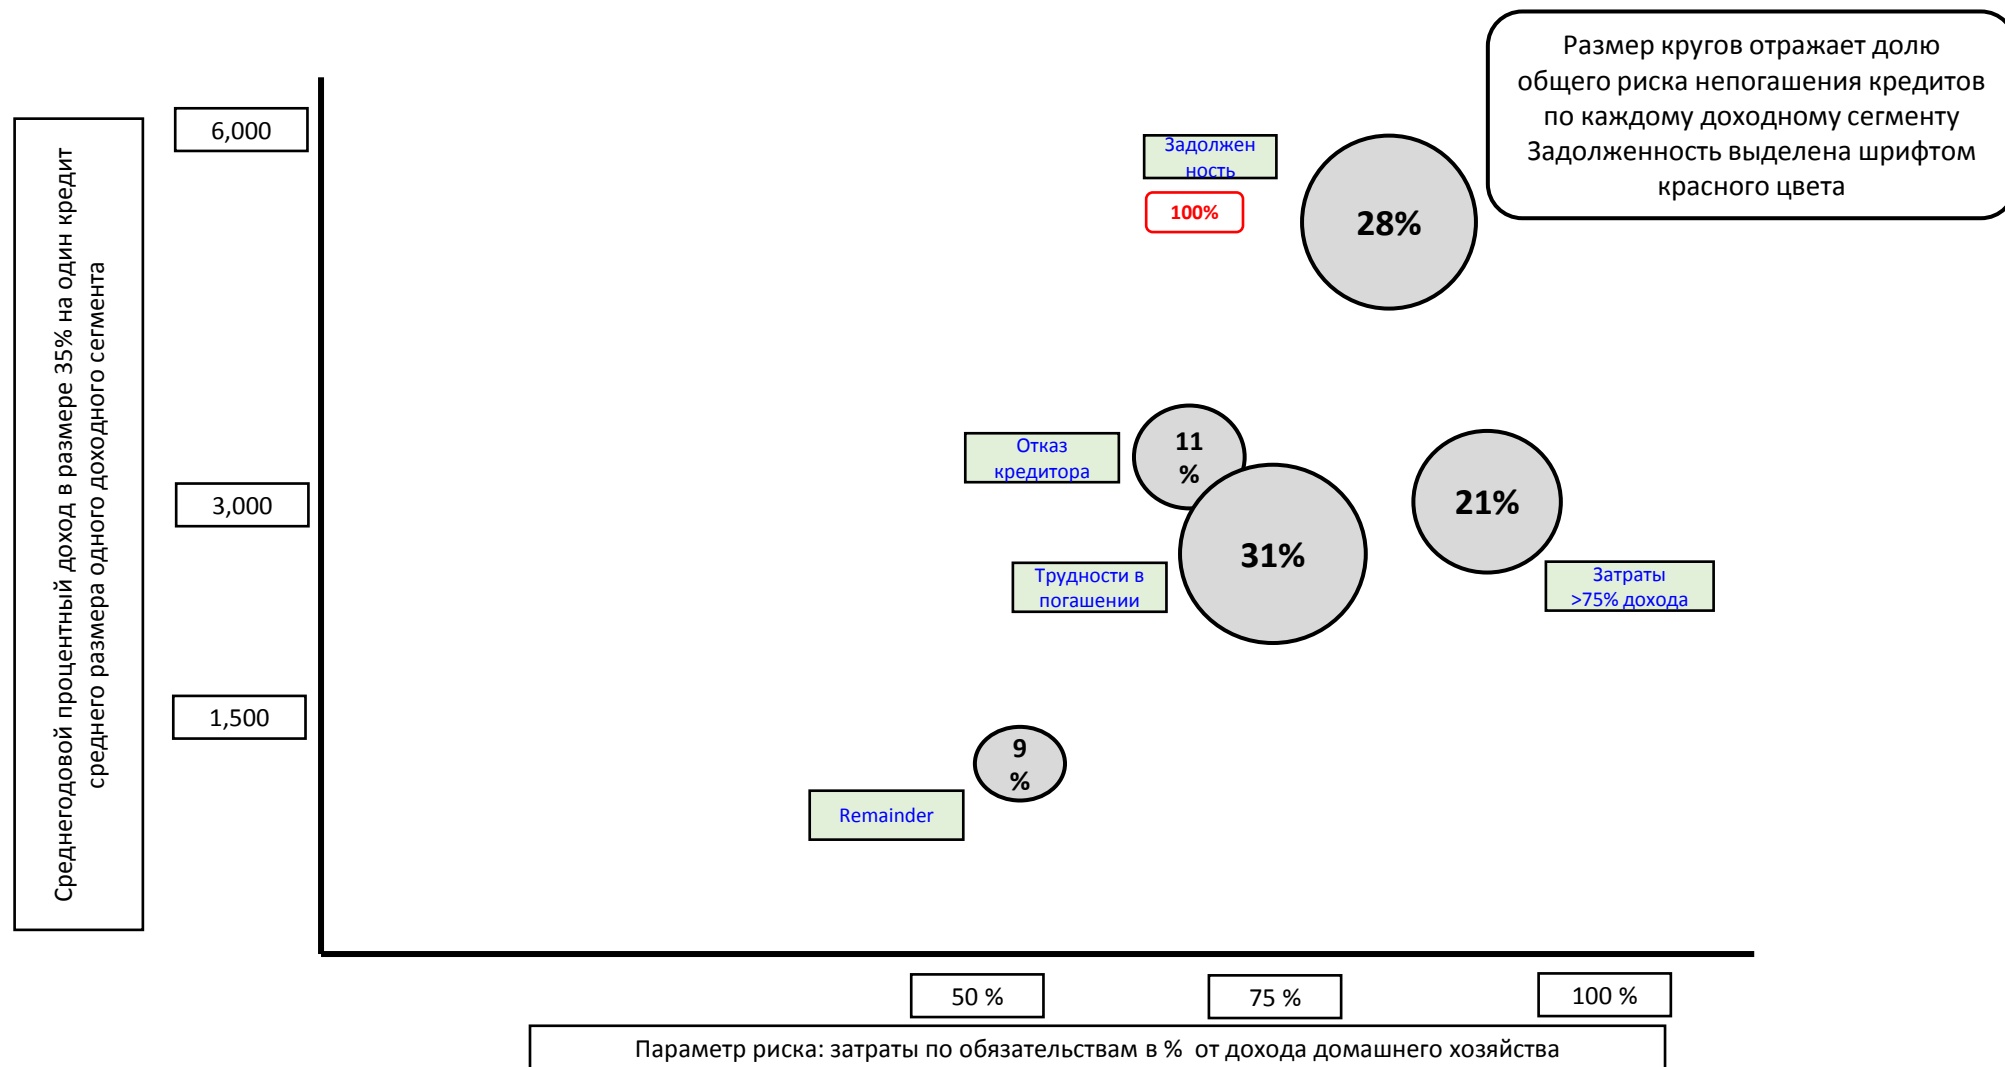 Размер кругов отражает долю
общего риска непогашения кредитов
по каждому доходному сегменту
Задолженность выделена шрифтом
красного цвета
Среднегодовой процентный доход в размере 35% на один кредит
среднего размера одного доходного сегмента
6,000
Задолжен
ность
100%
28%
3,000
Отказ
кредитора
11
%
21%
31%
Трудности в
погашении
Затраты
>75% дохода
1,500
9
%
Remainder
50 %
75 %
100 %
Параметр риска: затраты по обязательствам в % от дохода домашнего хозяйства